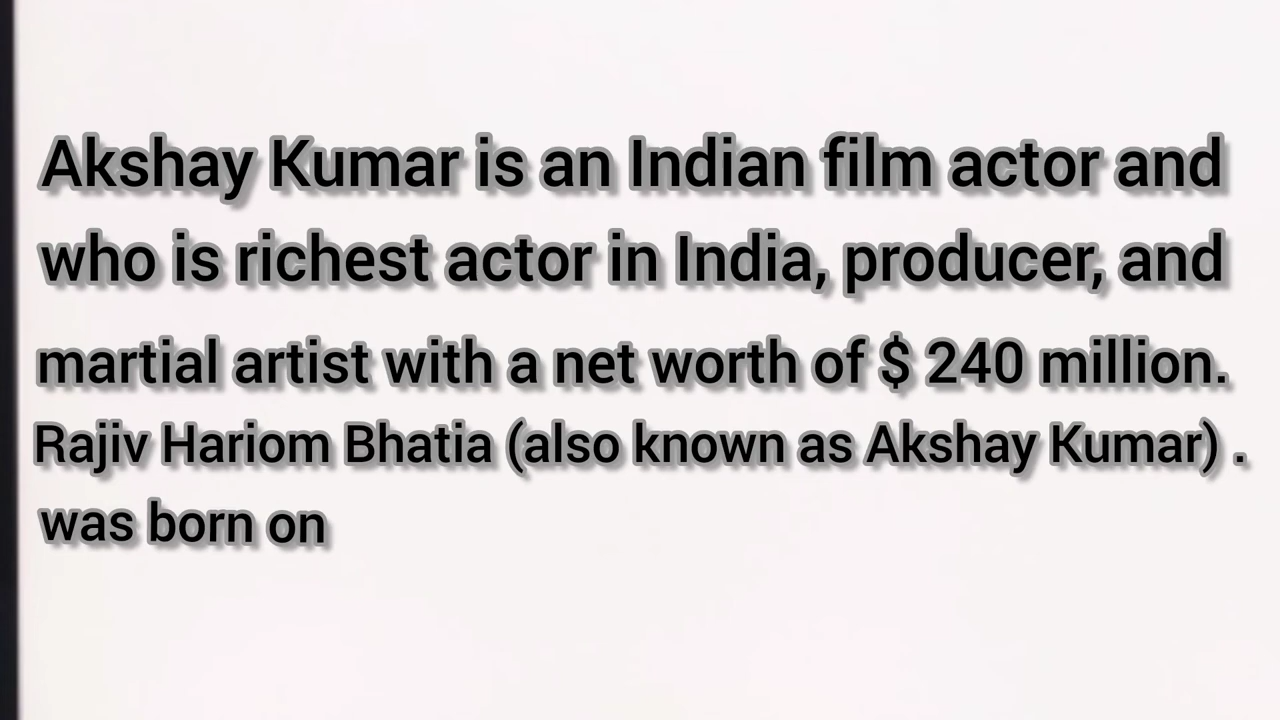 Akshay Kumar is an Indian film actor and
who is richest actor in India, producer, and
martial artist with a net worth of $ 240 million.
Rajiv Hariom Bhatia (also known as Akshay Kumar) .
was born on